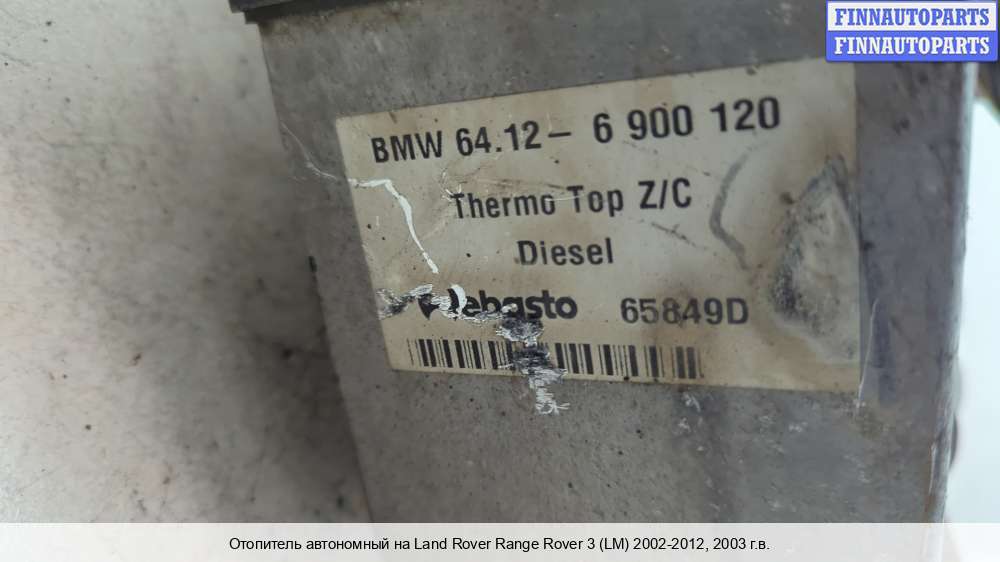 FINNAUTOPARTS
FINNAUTOPARTS
BMW 64.12 – 6 900 120
Thermo Top Z/C
Diesel
Webasto 65849D
Отопитель автономный на Land Rover Range Rover 3 (LM) 2002-2012, 2003 г.в.